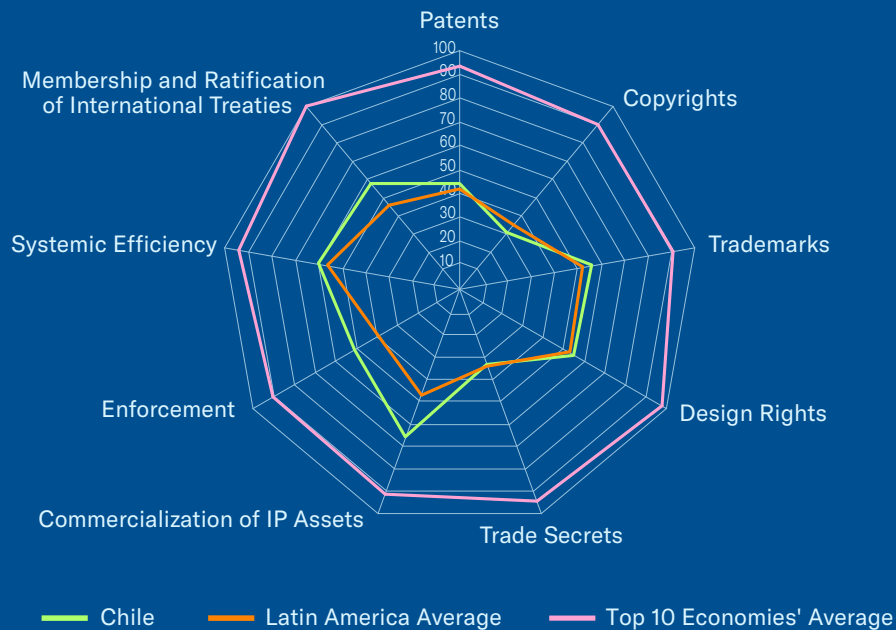 Patents
100
90
80
70
60
50
40
30
20
10
Copyrights
Membership and Ratification
of International Treaties
Trademarks
Systemic Efficiency
Design Rights
Enforcement
Trade Secrets
Commercialization of IP Assets
Chile
Latin America Average
Top 10 Economies' Average